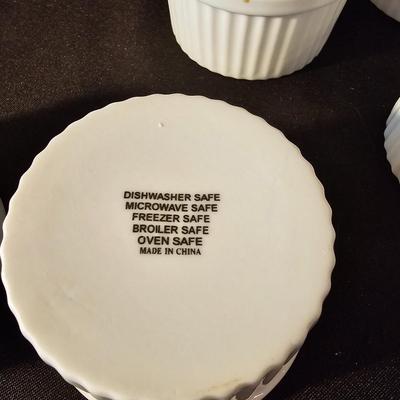 DISHWASHER SAFE
MICROWAVE SAFE
FREEZER SAFE
BROILER SAFE
OVEN SAFE
MADE IN CHINA